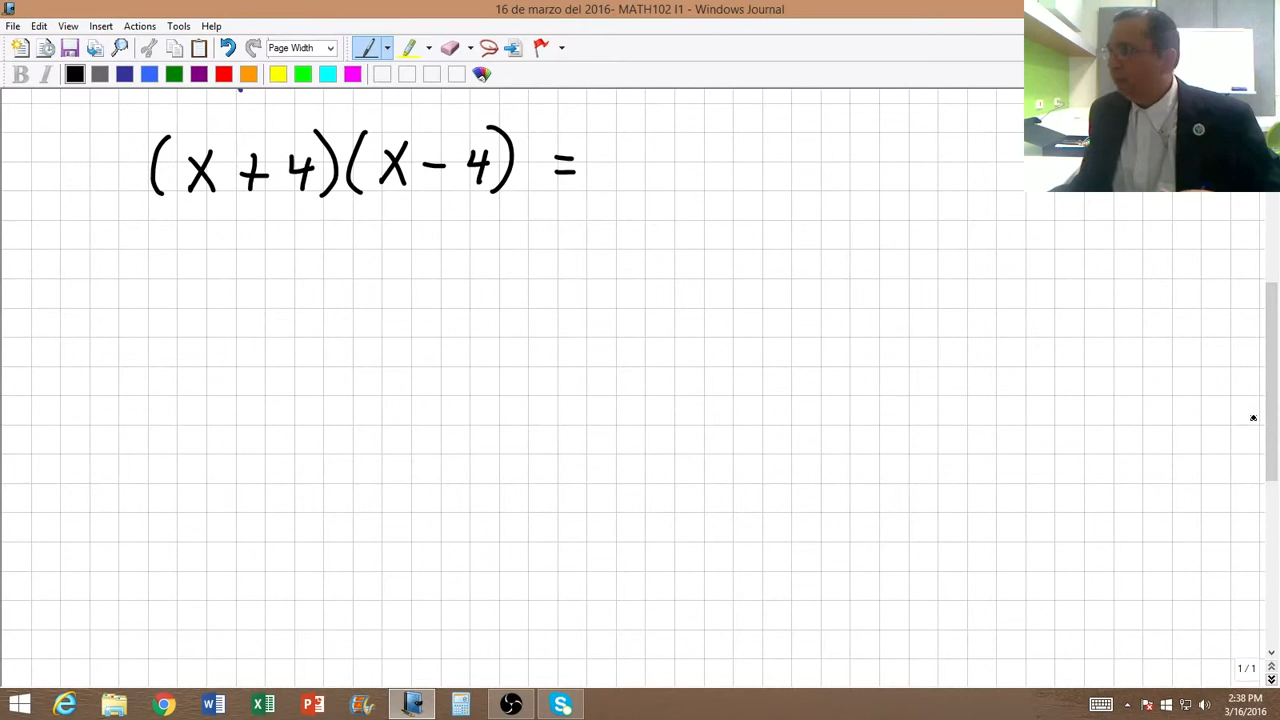 16 de marzo del 2016- MATH102 I1 - Windows Journal
File Edit View Insert Actions Tools Help
Page Width
B I
(x + 4)(x - 4) =
1 / 1
2:38 PM
3/16/2016